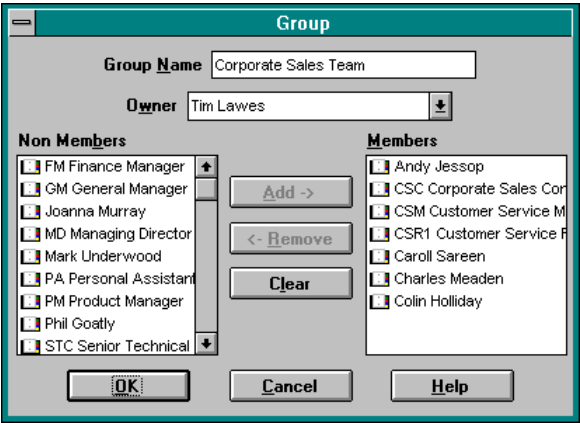 Group
Group Name Corporate Sales Team
Owner Tim Lawes
Non Members
FM Finance Manager
GM General Manager
Joanna Murray
MD Managing Director
Mark Underwood
PA Personal Assistant
PM Product Manager
Phil Goatly
STC Senior Technical
Add ->
<- Remove
Clear
Members
Andy Jessop
CSC Corporate Sales Con
CSM Customer Service M
CSR1 Customer Service
Caroll Sareen
Charles Meaden
Colin Holliday
OK
Cancel
Help